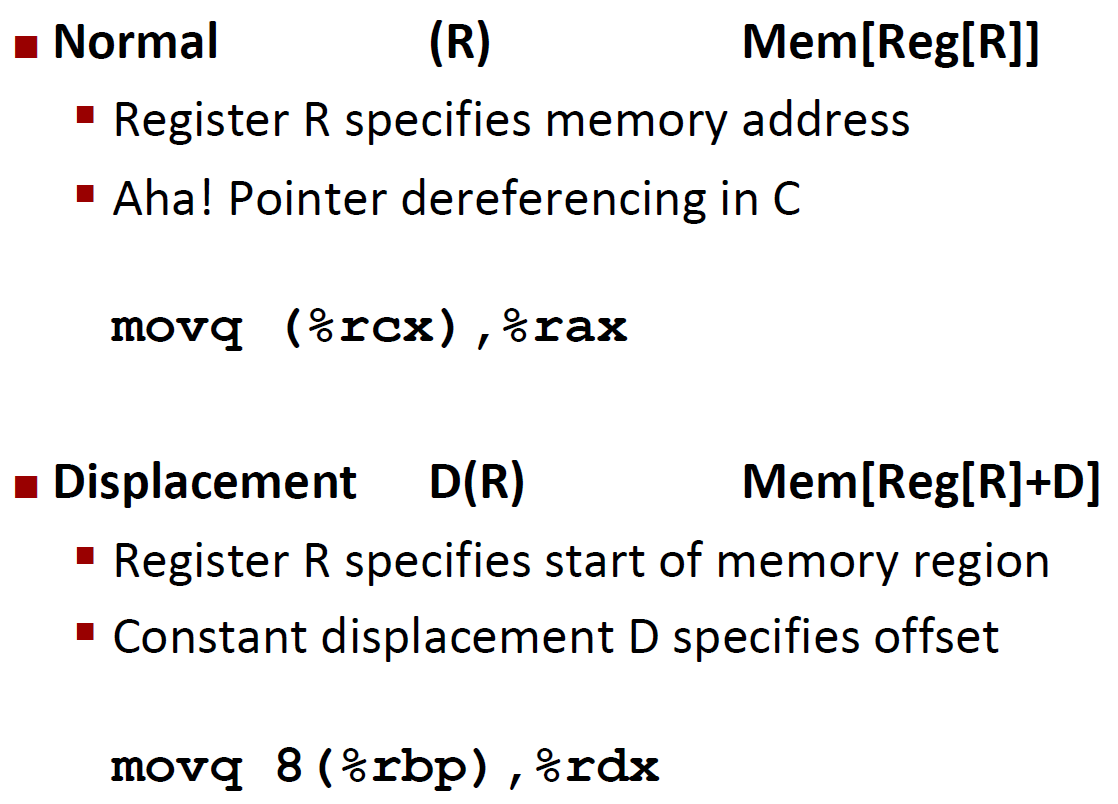 Normal (R) Mem[Reg[R]]
Register R specifies memory address
Aha! Pointer dereferencing in C
movq (%rcx),%rax
Displacement D(R) Mem[Reg[R]+D]
Register R specifies start of memory region
Constant displacement D specifies offset
movq 8(%rbp),%rdx